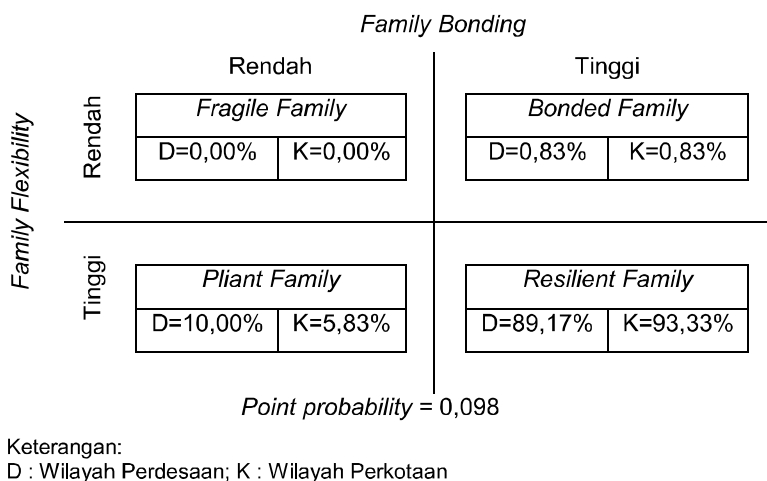 Family Bonding
Rendah Tinggi
Family Flexibility
Rendah
Fragile Family Bonded Family
D=0,00% K=0,00% D=0,83% K=0,83%
Tinggi
Pliant Family Resilient Family
D=10,00% K=5,83% D=89,17% K=93,33%
Point probability = 0,098
Keterangan:
D : Wilayah Perdesaan; K : Wilayah Perkotaan